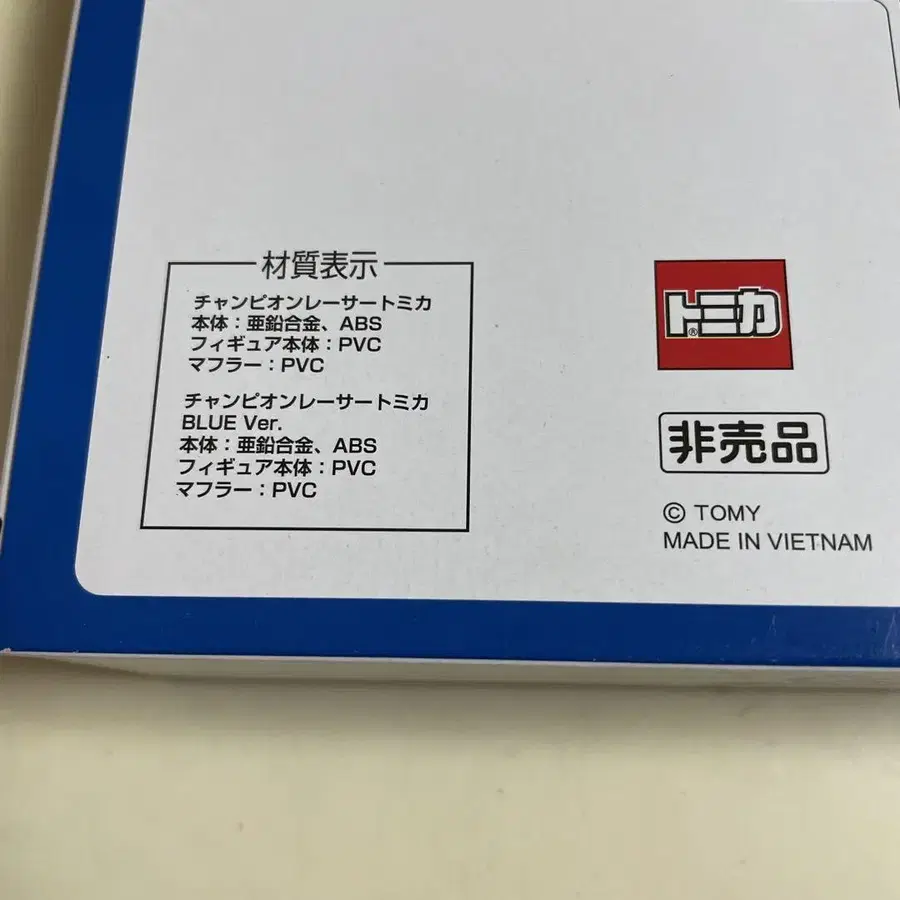 材質表示
チャンピオンレーサートミカ
本体：亜鉛合金、ABS
フィギュア本体：PVC
マフラー：PVC
チャンピオンレーサートミカ
BLUE Ver.
本体：亜鉛合金、ABS
フィギュア本体：PVC
マフラー：PVC
トミカ®
非売品
© TOMY
MADE IN VIETNAM